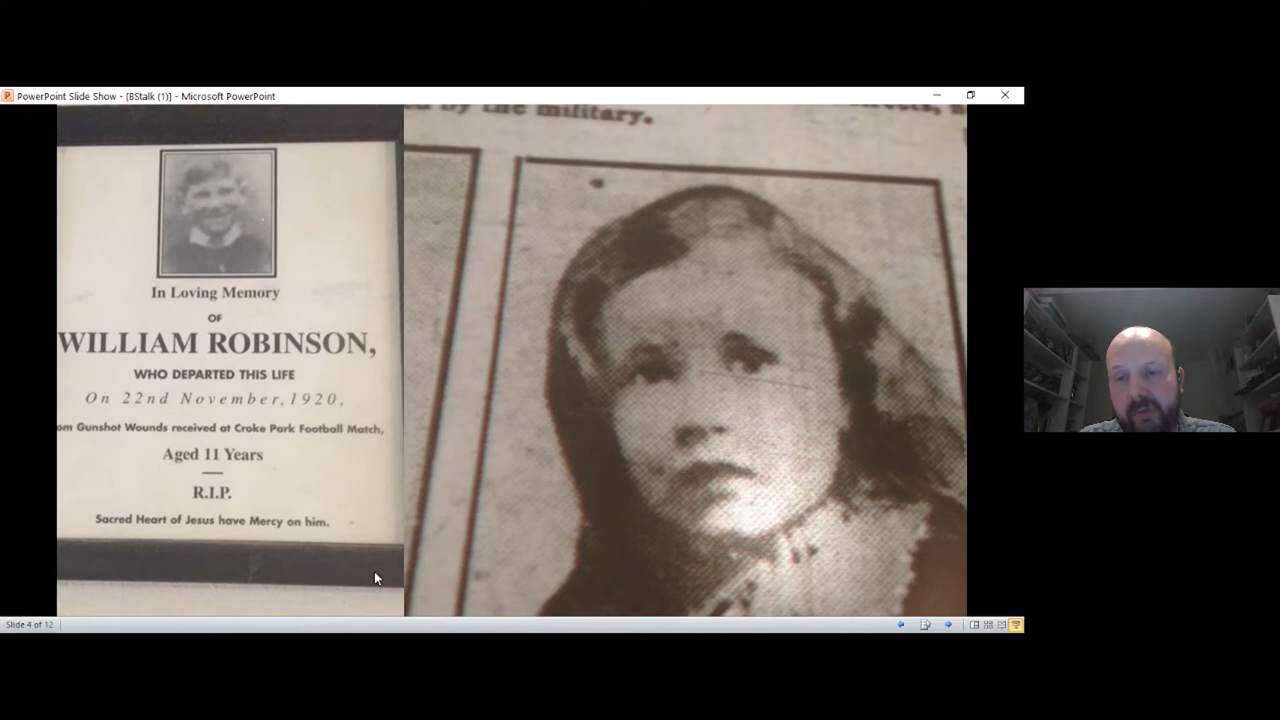 PowerPoint Slide Show - [BStalk (1)] - Microsoft PowerPoint
In Loving Memory
OF
WILLIAM ROBINSON,
WHO DEPARTED THIS LIFE
On 22nd November, 1920,
om Gunshot Wounds received at Croke Park Football Match,
Aged 11 Years
R.I.P.
Sacred Heart of Jesus have Mercy on him.
by the military.
Slide 4 of 12